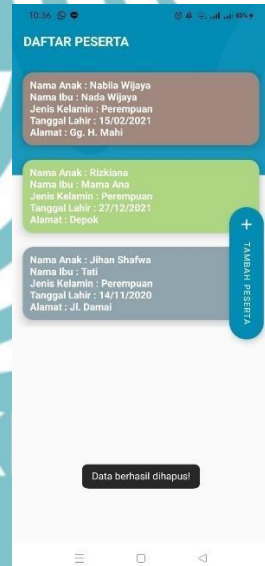 10:36
85%
DAFTAR PESERTA
Nama Anak : Nabila Wijaya
Nama Ibu : Nada Wijaya
Jenis Kelamin : Perempuan
Tanggal Lahir : 15/02/2021
Alamat : Gg. H. Mahi
Nama Anak : Rizkiana
Nama Ibu : Mama Ana
Jenis Kelamin : Perempuan
Tanggal Lahir : 27/12/2021
Alamat : Depok
Nama Anak : Jihan Shafwa
Nama Ibu : Tati
Jenis Kelamin : Perempuan
Tanggal Lahir : 14/11/2020
Alamat : Jl. Damai
+ TAMBAH PESERTA
Data berhasil dihapus!